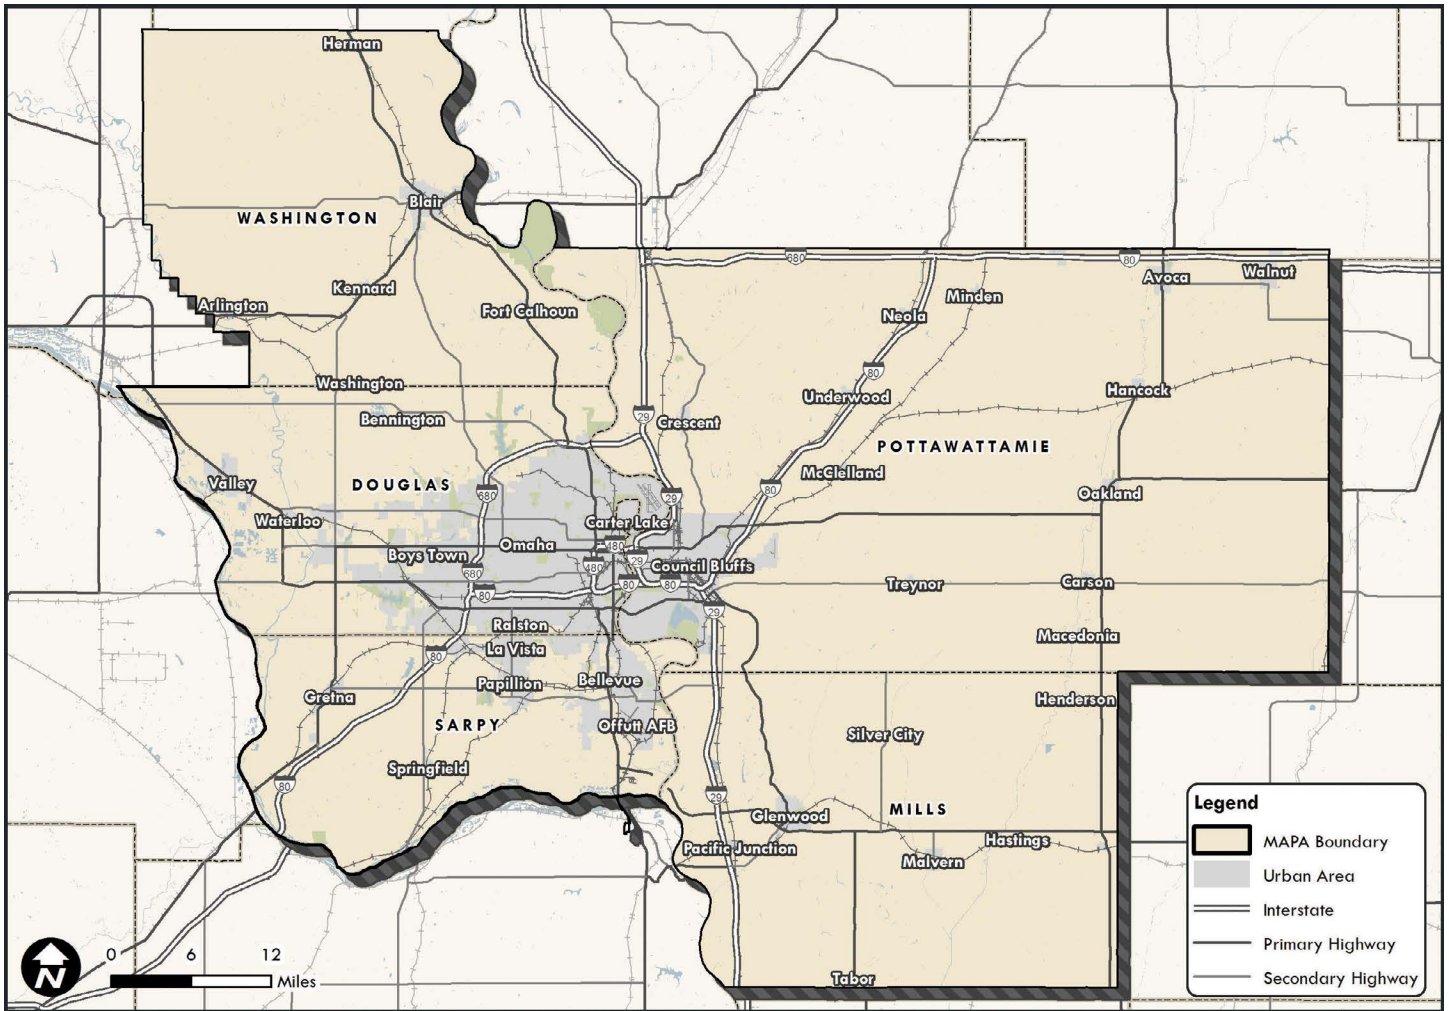 Herman
WASHINGTON
Blair
Kennard
Arlington
Fort Calhoun
680
80
Avoca
Walnut
Minden
Neola
80
Washington
Underwood
Hancock
Bennington
29
Crescent
POTTAWATTAMIE
McClelland
Valley
DOUGLAS
680
29
80
Oakland
Waterloo
Carter Lake
Boys Town
Omaha
480
29
680
480
Council Bluffs
80
80
80
Treynor
Carson
29
Ralston
Macedonia
La Vista
80
Gretna
Papillion
Bellevue
Henderson
SARPY
Offutt AFB
Silver City
Springfield
80
29
MILLS
Glenwood
Pacific Junction
Malvern
Hastings
Tabor
N
0 6 12
Miles
Legend
MAPA Boundary
Urban Area
Interstate
Primary Highway
Secondary Highway